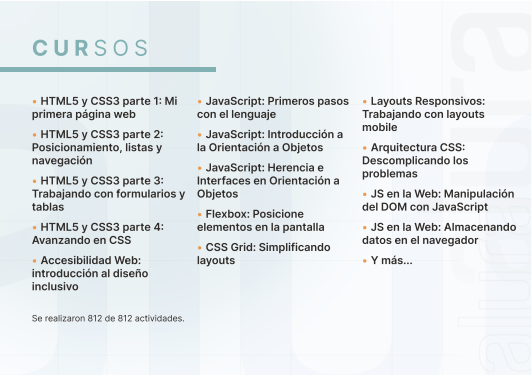 CURSOS
• HTML5 y CSS3 parte 1: Mi
primera página web
• HTML5 y CSS3 parte 2:
Posicionamiento, listas y
navegación
• HTML5 y CSS3 parte 3:
Trabajando con formularios y
tablas
• HTML5 y CSS3 parte 4:
Avanzando en CSS
• Accesibilidad Web:
introducción al diseño
inclusivo
• JavaScript: Primeros pasos
con el lenguaje
• JavaScript: Introducción a
la Orientación a Objetos
• JavaScript: Herencia e
Interfaces en Orientación a
Objetos
• Flexbox: Posicione
elementos en la pantalla
• CSS Grid: Simplificando
layouts
• Layouts Responsivos:
Trabajando con layouts
mobile
• Arquitectura CSS:
Descomplicando los
problemas
• JS en la Web: Manipulación
del DOM con JavaScript
• JS en la Web: Almacenando
datos en el navegador
• Y más...
Se realizaron 812 de 812 actividades.